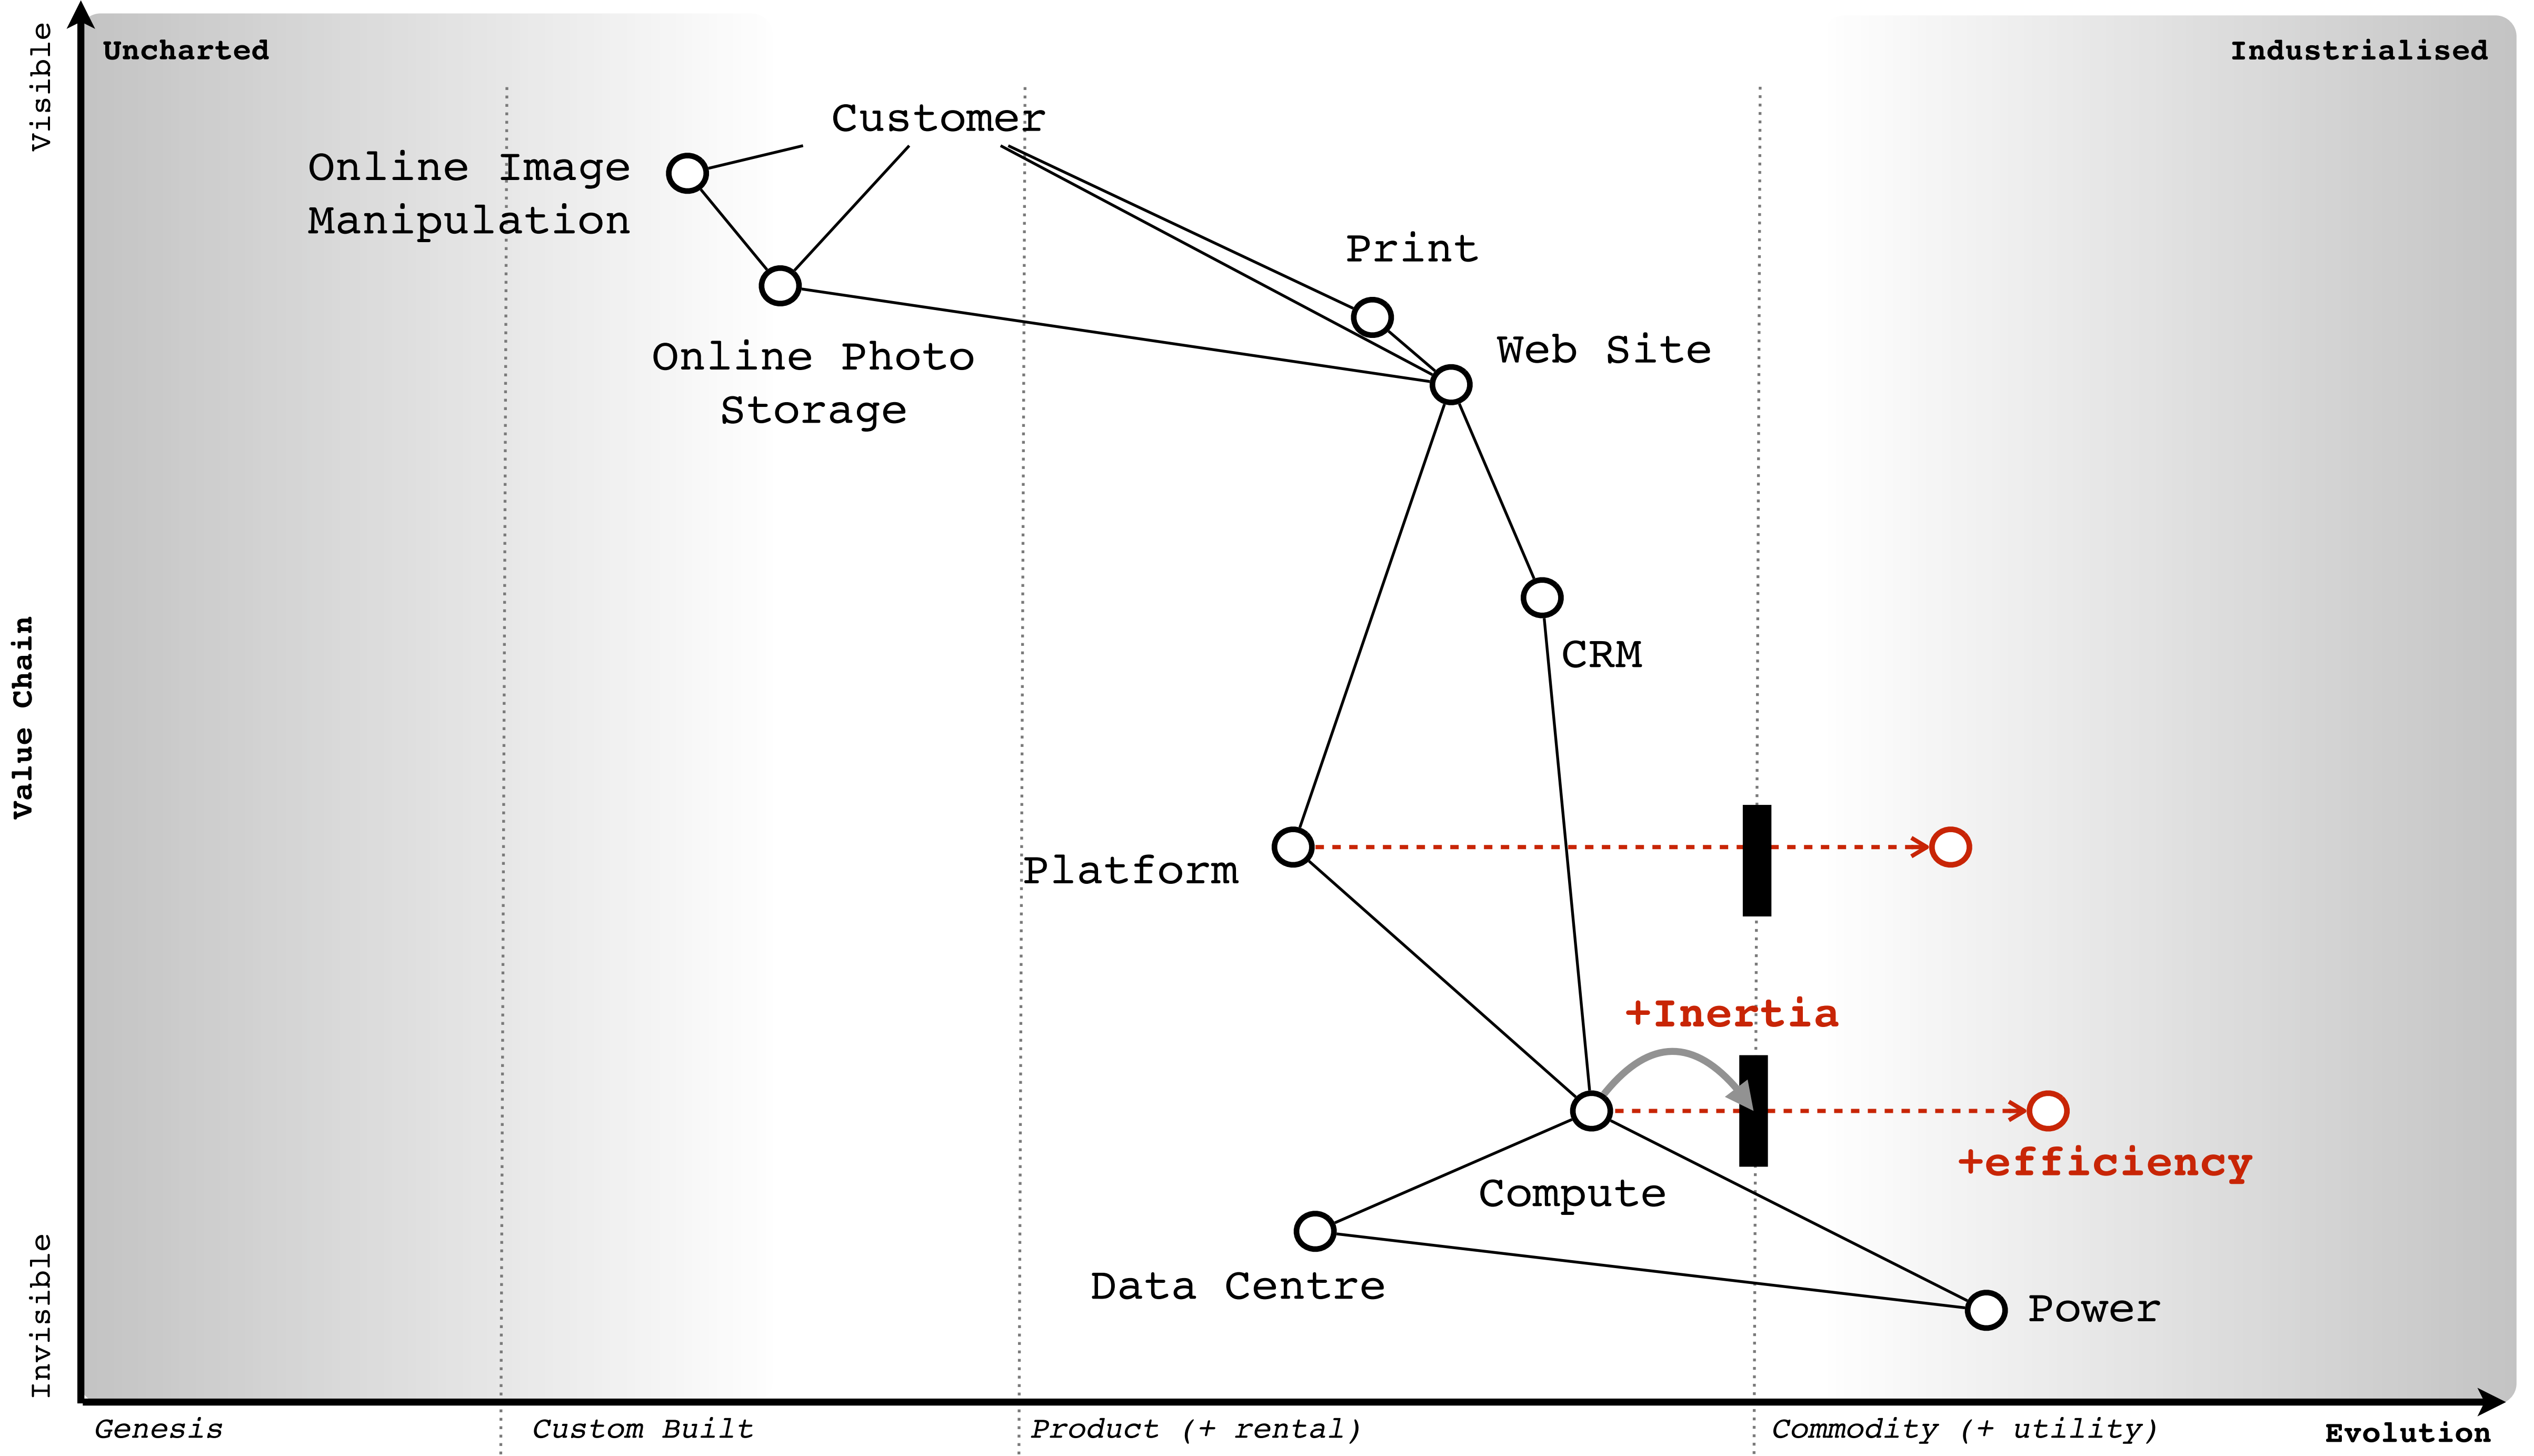 Visible
Uncharted
Industrialised
Customer
Online Image
Manipulation
Print
Web Site
Online Photo
Storage
Value Chain
CRM
Platform
+Inertia
+efficiency
Compute
Invisible
Data Centre
Power
Genesis
Custom Built
Product (+ rental)
Commodity (+ utility)
Evolution